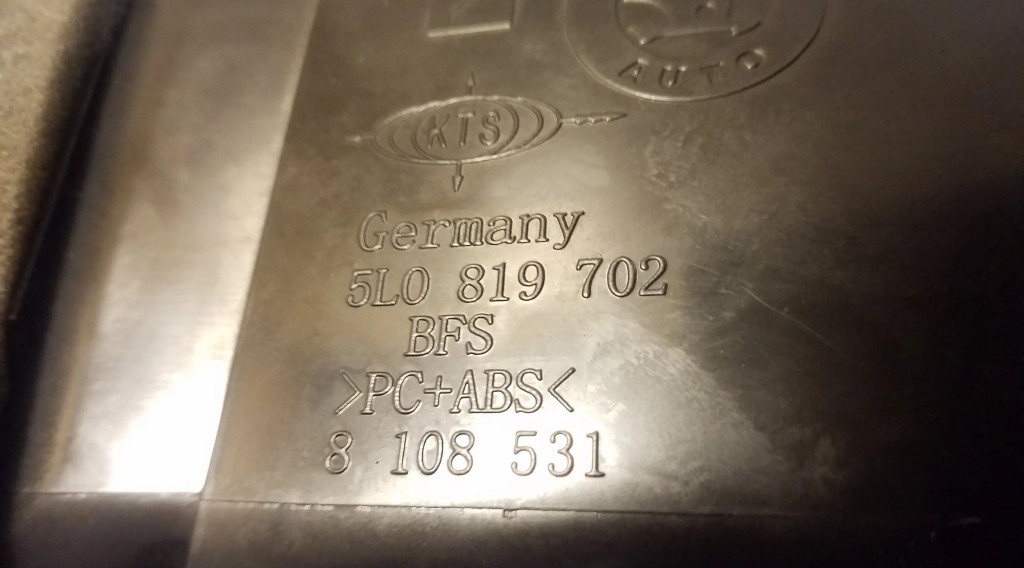 AUTO
KTS
Germany
5L0 819 702
BFS
>PC+ABS<
8 108 531